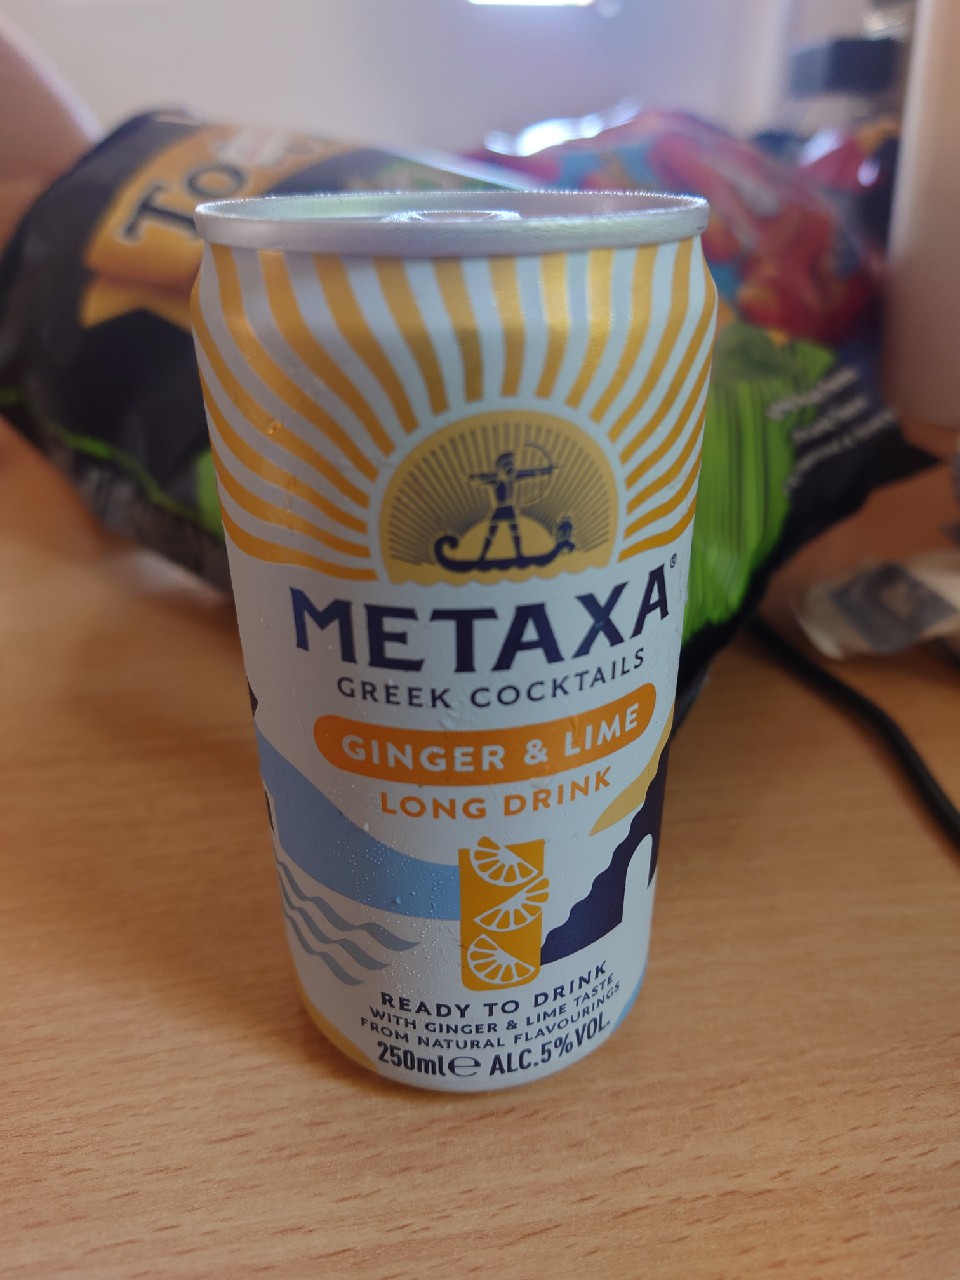 METAXA®
GREEK COCKTAILS
GINGER & LIME
LONG DRINK
READY TO DRINK
WITH GINGER & LIME TASTE
FROM NATURAL FLAVOURINGS
250ml℮ ALC.5%VOL.